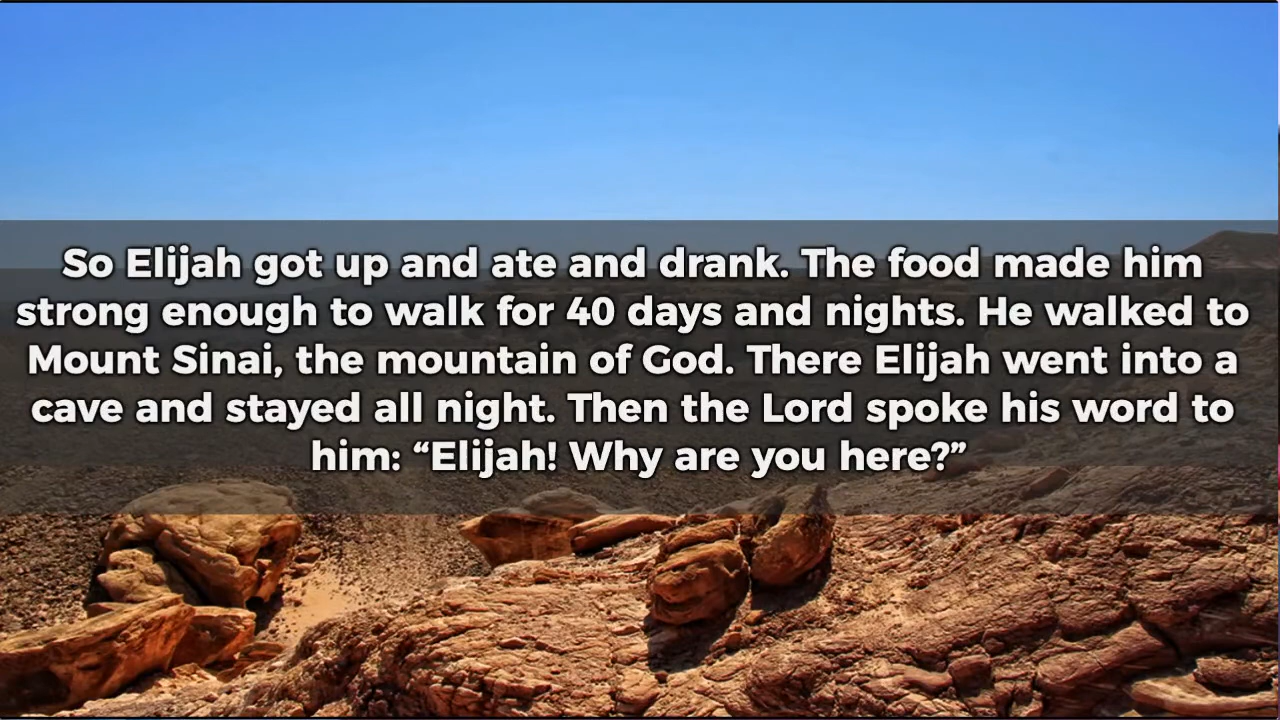 So Elijah got up and ate and drank. The food made him
strong enough to walk for 40 days and nights. He walked to
Mount Sinai, the mountain of God. There Elijah went into a
cave and stayed all night. Then the Lord spoke his word to
him: “Elijah! Why are you here?”